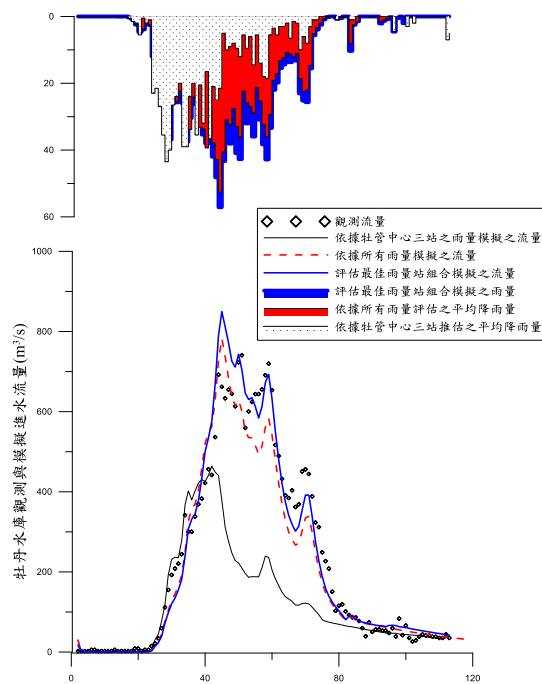 0
20
40
60
觀測流量
依據牡管中心三站之雨量模擬之流量
依據所有雨量模擬之流量
評估最佳雨量站組合模擬之流量
評估最佳雨量站組合模擬之雨量
依據所有雨量評估之平均降雨量
依據牡管中心三站推估之平均降雨量
1000
800
600
400
200
0
牡丹水庫觀測與模擬進水流量(m³/s)
0
40
80
120